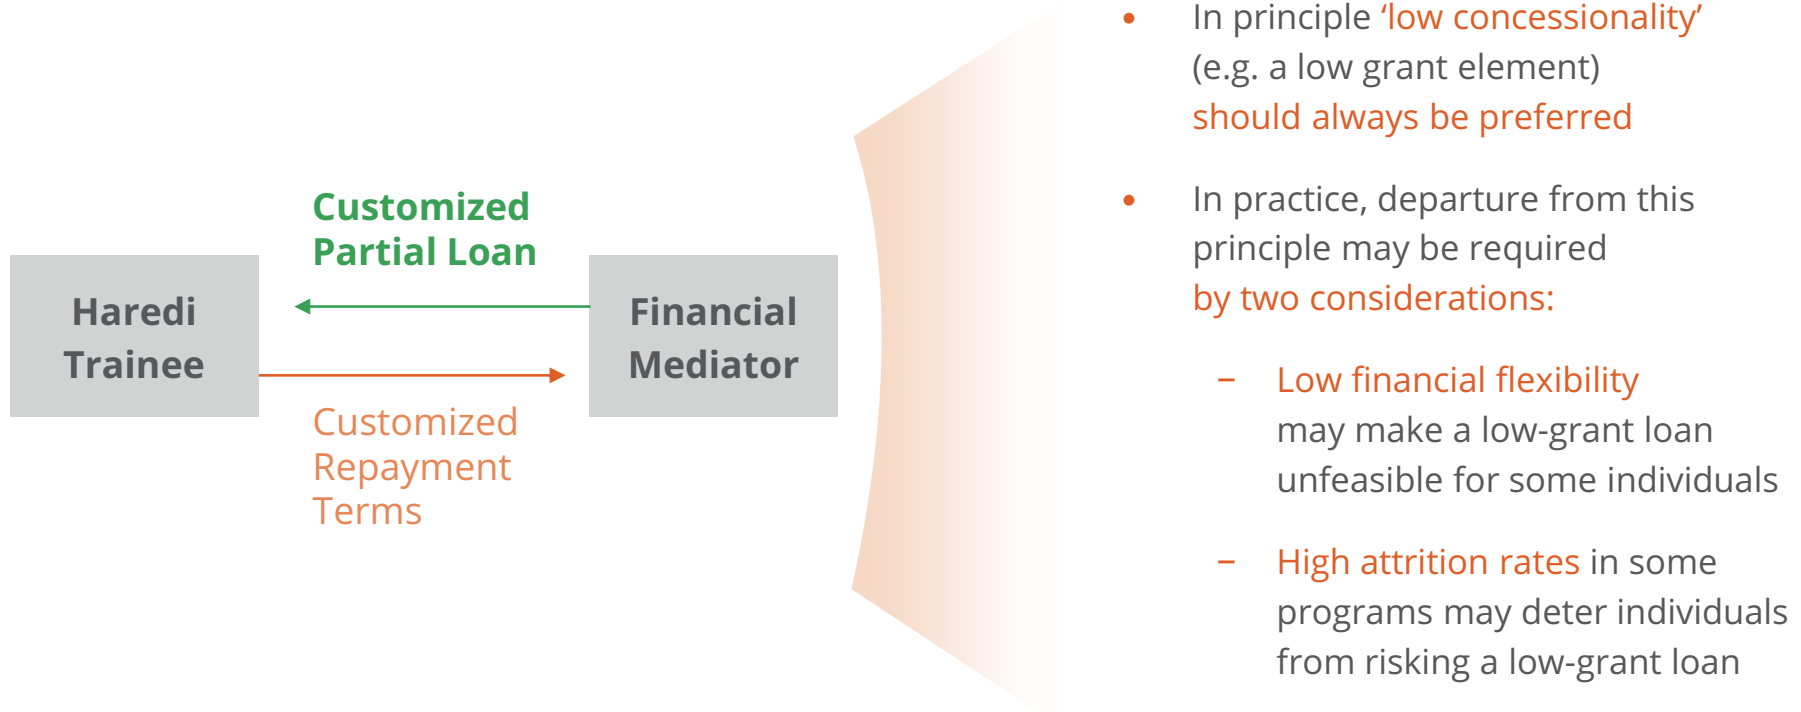 Customized
Partial Loan
Haredi
Trainee
Financial
Mediator
Customized
Repayment
Terms
• In principle ‘low concessionality’
(e.g. a low grant element)
should always be preferred
• In practice, departure from this
principle may be required
by two considerations:
– Low financial flexibility
may make a low-grant loan
unfeasible for some individuals
– High attrition rates in some
programs may deter individuals
from risking a low-grant loan